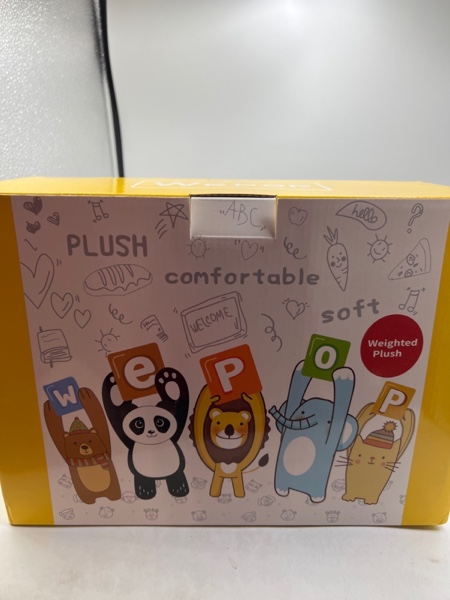 "ABC"
hello
?
PLUSH
comfortable
soft
WELCOME
Weighted
Plush
W e P o P